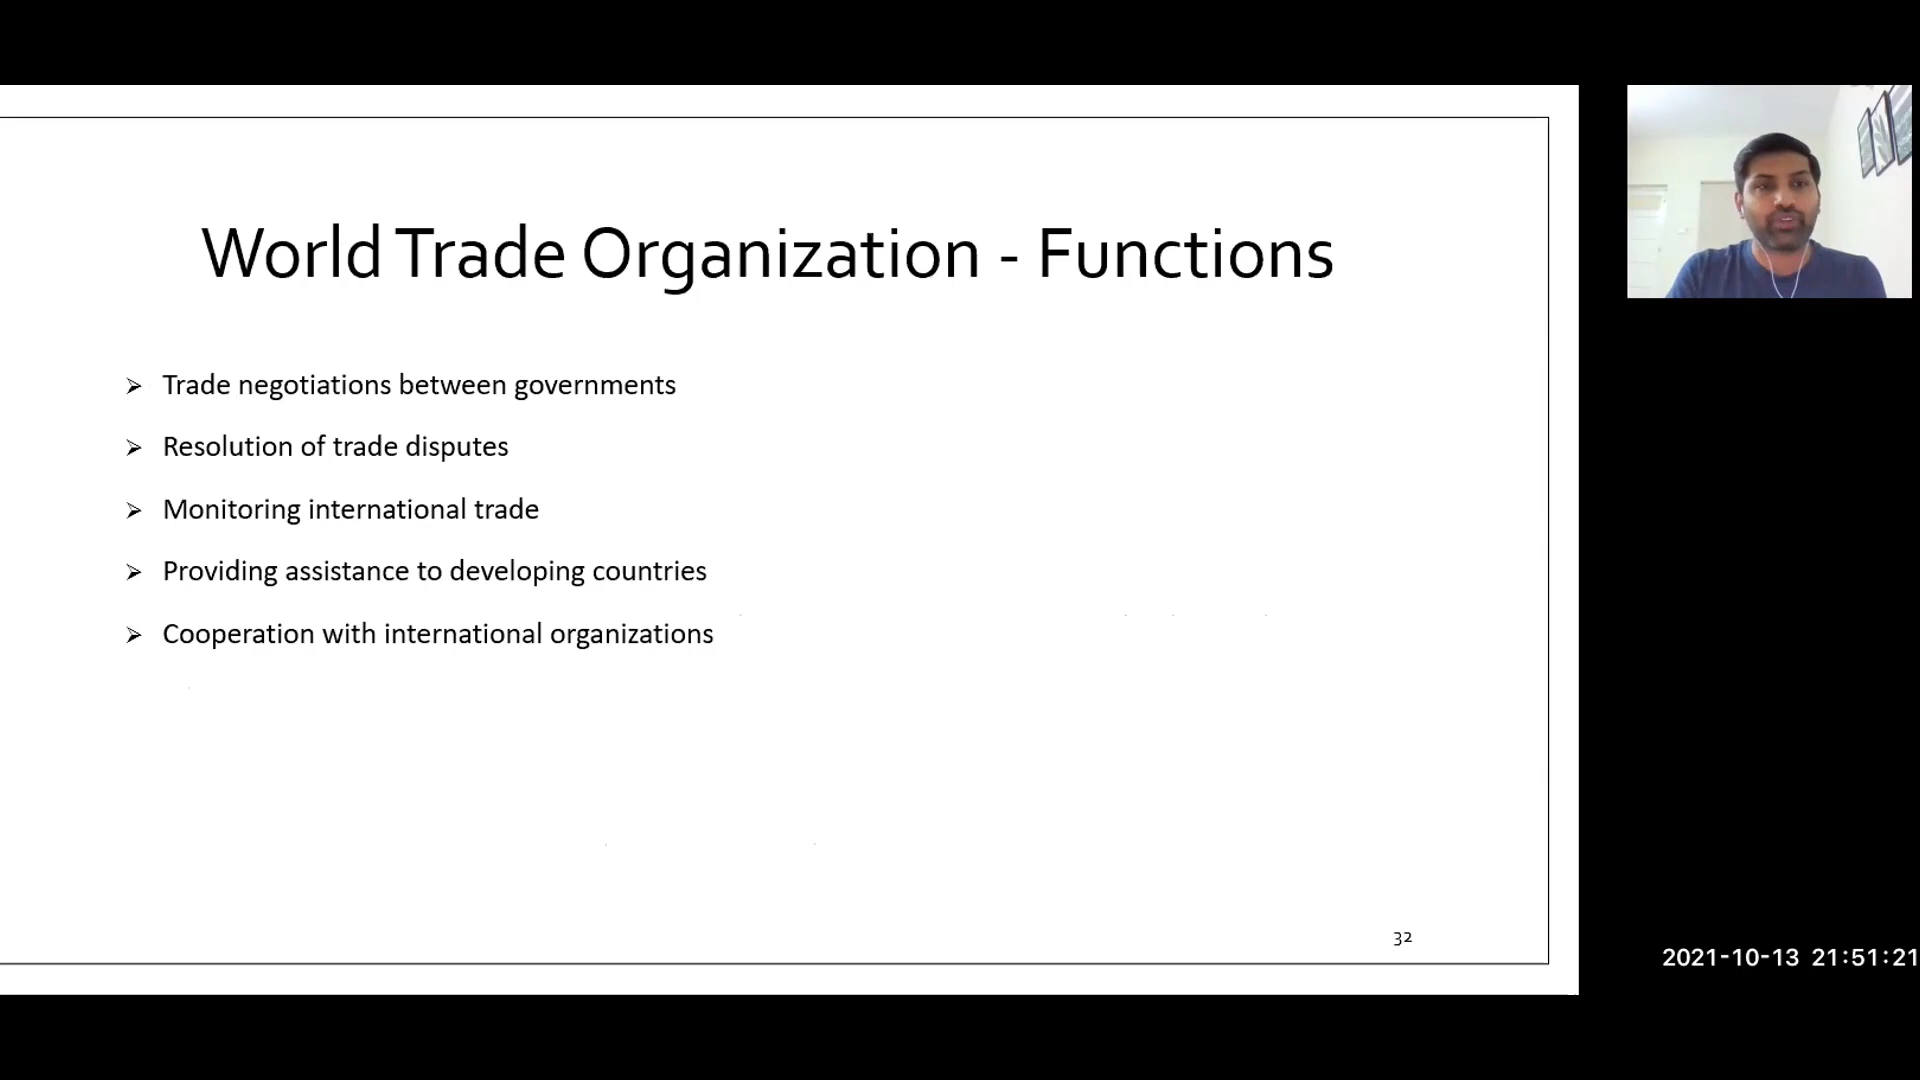 World Trade Organization - Functions
➢ Trade negotiations between governments
➢ Resolution of trade disputes
➢ Monitoring international trade
➢ Providing assistance to developing countries
➢ Cooperation with international organizations
32
2021-10-13 21:51:21